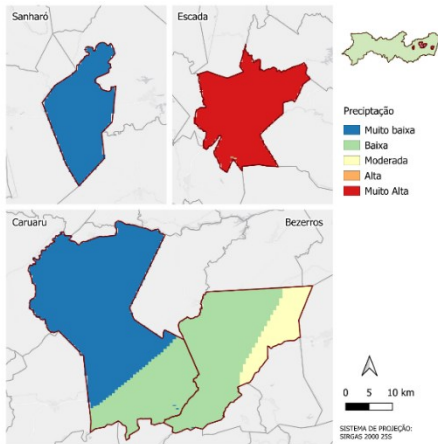 Sanharó
Escada
Preciptação
Muito baixa
Baixa
Moderada
Alta
Muito Alta
Caruaru
Bezerros
0 5 10 km
SISTEMA DE PROJEÇÃO:
SIRGAS 2000 25S